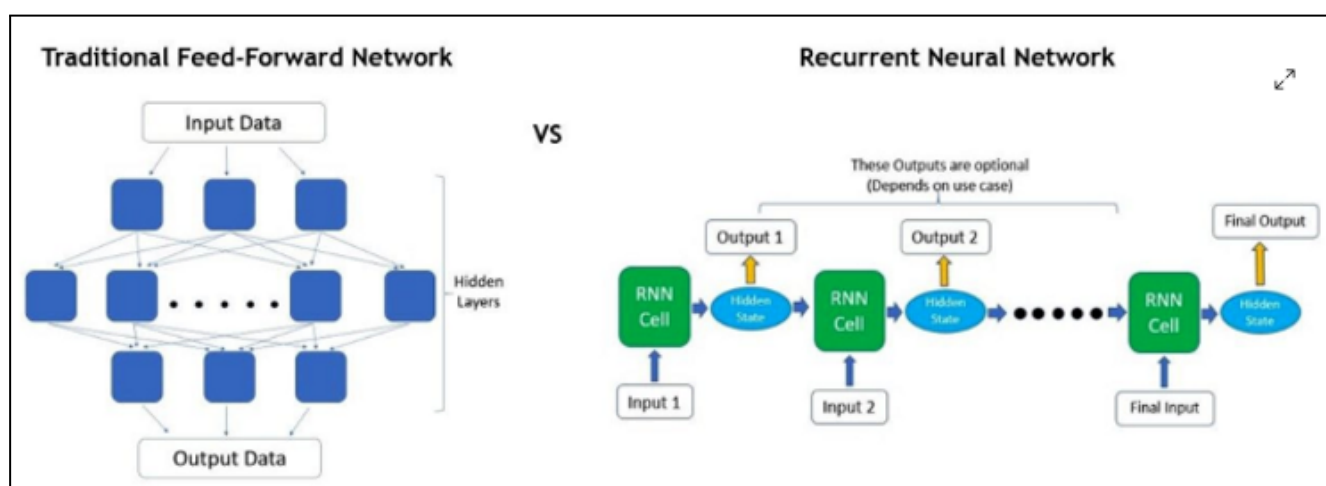 Traditional Feed-Forward Network
Input Data
Hidden
Layers
Output Data
VS
Recurrent Neural Network
These Outputs are optional
(Depends on use case)
Output 1
Output 2
Final Output
RNN
Cell
Hidden
State
RNN
Cell
Hidden
State
RNN
Cell
Hidden
State
Input 1
Input 2
Final Input